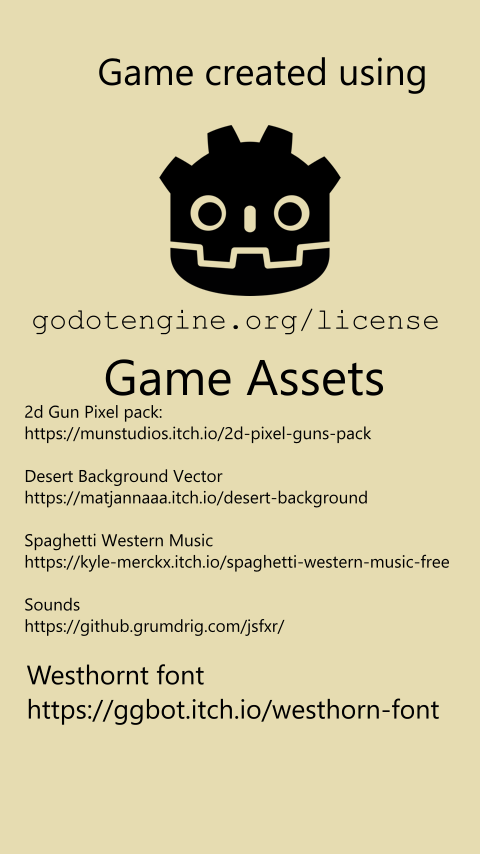 Game created using
godotengine.org/license
Game Assets
2d Gun Pixel pack:
https://munstudios.itch.io/2d-pixel-guns-pack
Desert Background Vector
https://matjannaaa.itch.io/desert-background
Spaghetti Western Music
https://kyle-merckx.itch.io/spaghetti-western-music-free
Sounds
https://github.grumdrig.com/jsfxr/
Westhornt font
https://ggbot.itch.io/westhorn-font